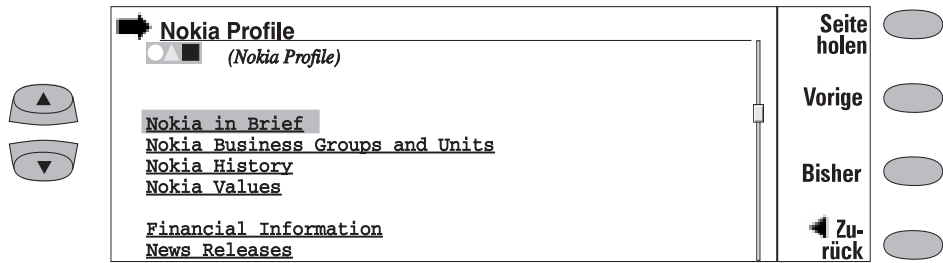 Nokia Profile
(Nokia Profile)
Nokia in Brief
Nokia Business Groups and Units
Nokia History
Nokia Values
Financial Information
News Releases
Seite
holen
Vorige
Bisher
Zu-
rück